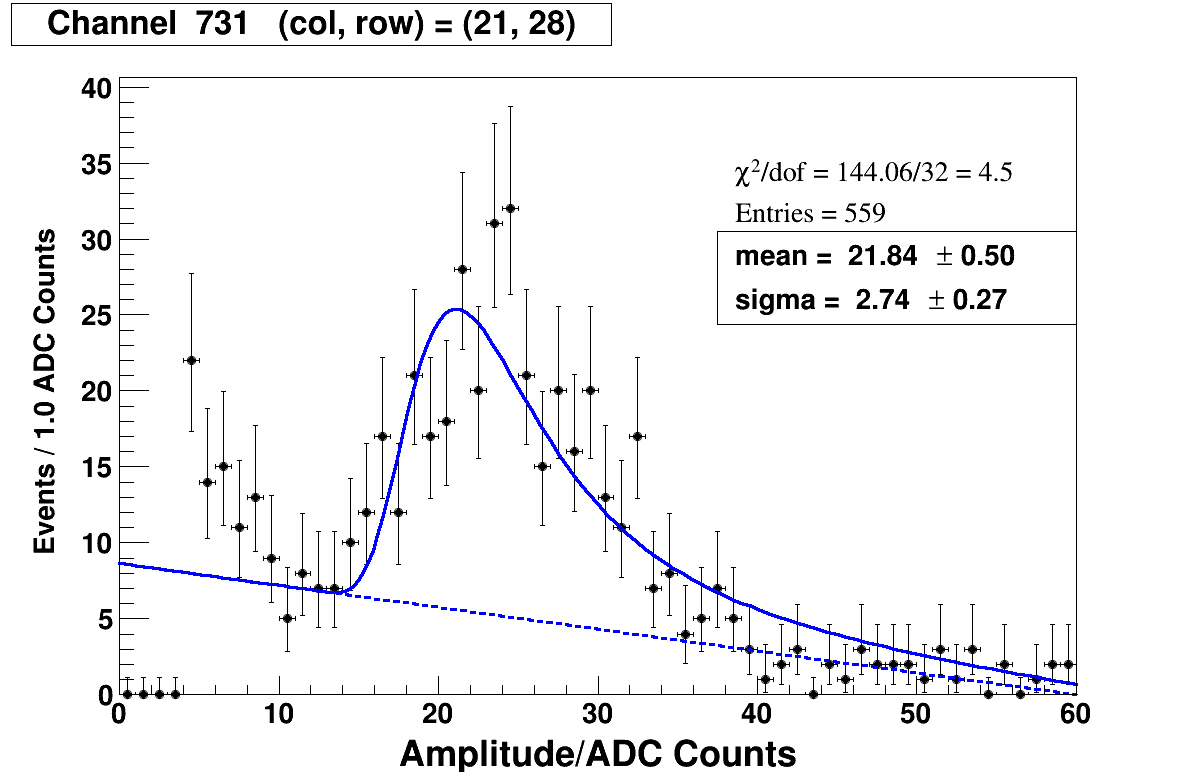 Channel 731 (col, row) = (21, 28)
χ²/dof = 144.06/32 = 4.5
Entries = 559
mean = 21.84 ± 0.50
sigma = 2.74 ± 0.27
Events / 1.0 ADC Counts
40
35
30
25
20
15
10
5
0
0 10 20 30 40 50 60
Amplitude/ADC Counts